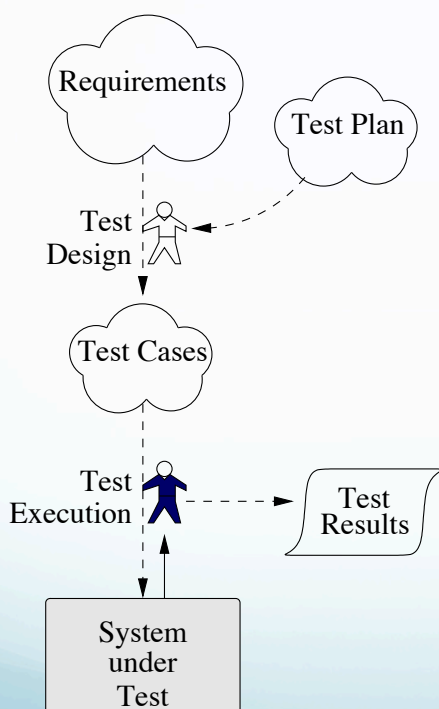 Requirements
Test Plan
Test
Design
Test Cases
Test
Execution
Test
Results
System
under
Test